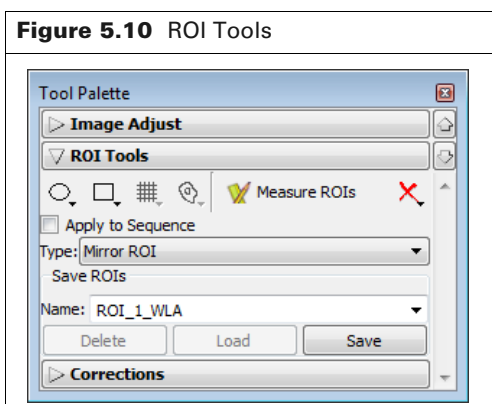 Figure 5.10 ROI Tools
Tool Palette
Image Adjust
ROI Tools
Measure ROIs
Apply to Sequence
Type: Mirror ROI
Save ROIs
Name: ROI_1_WLA
Delete Load Save
Corrections